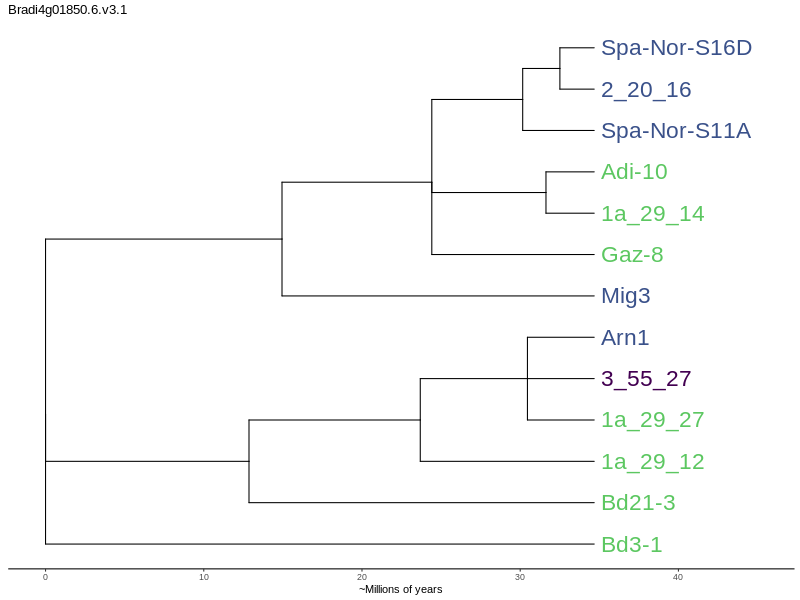 Bradi4g01850.6.v3.1
Spa-Nor-S16D
2_20_16
Spa-Nor-S11A
Adi-10
1a_29_14
Gaz-8
Mig3
Arn1
3_55_27
1a_29_27
1a_29_12
Bd21-3
Bd3-1
0 10 20 30 40
~Millions of years